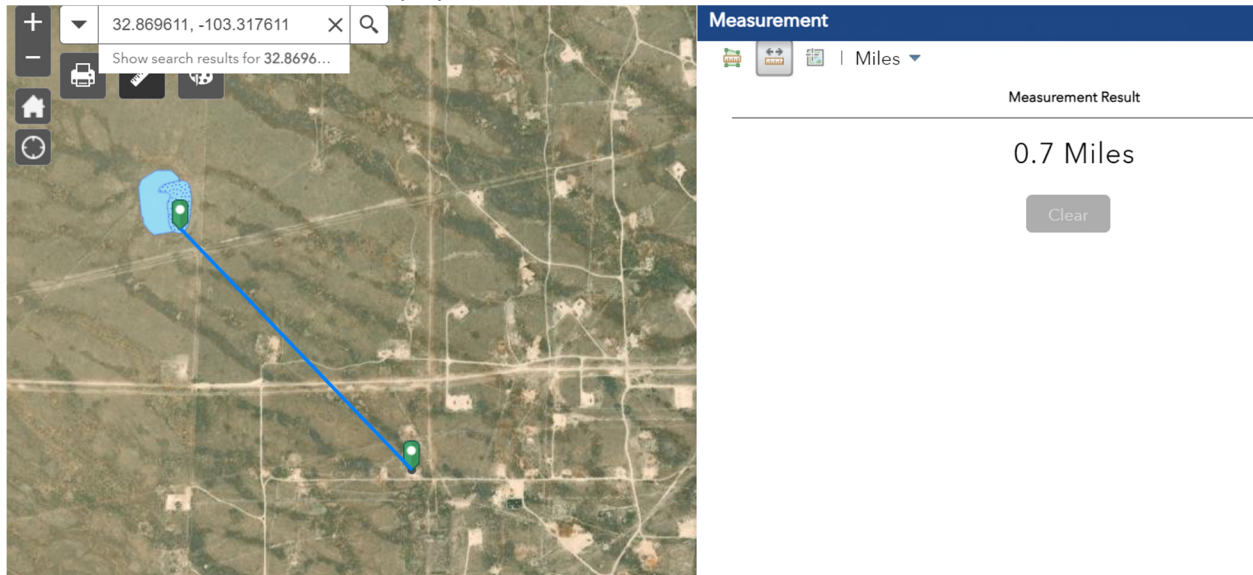 32.869611, -103.317611
Show search results for 32.8696...
Measurement
Miles
Measurement Result
0.7 Miles
Clear